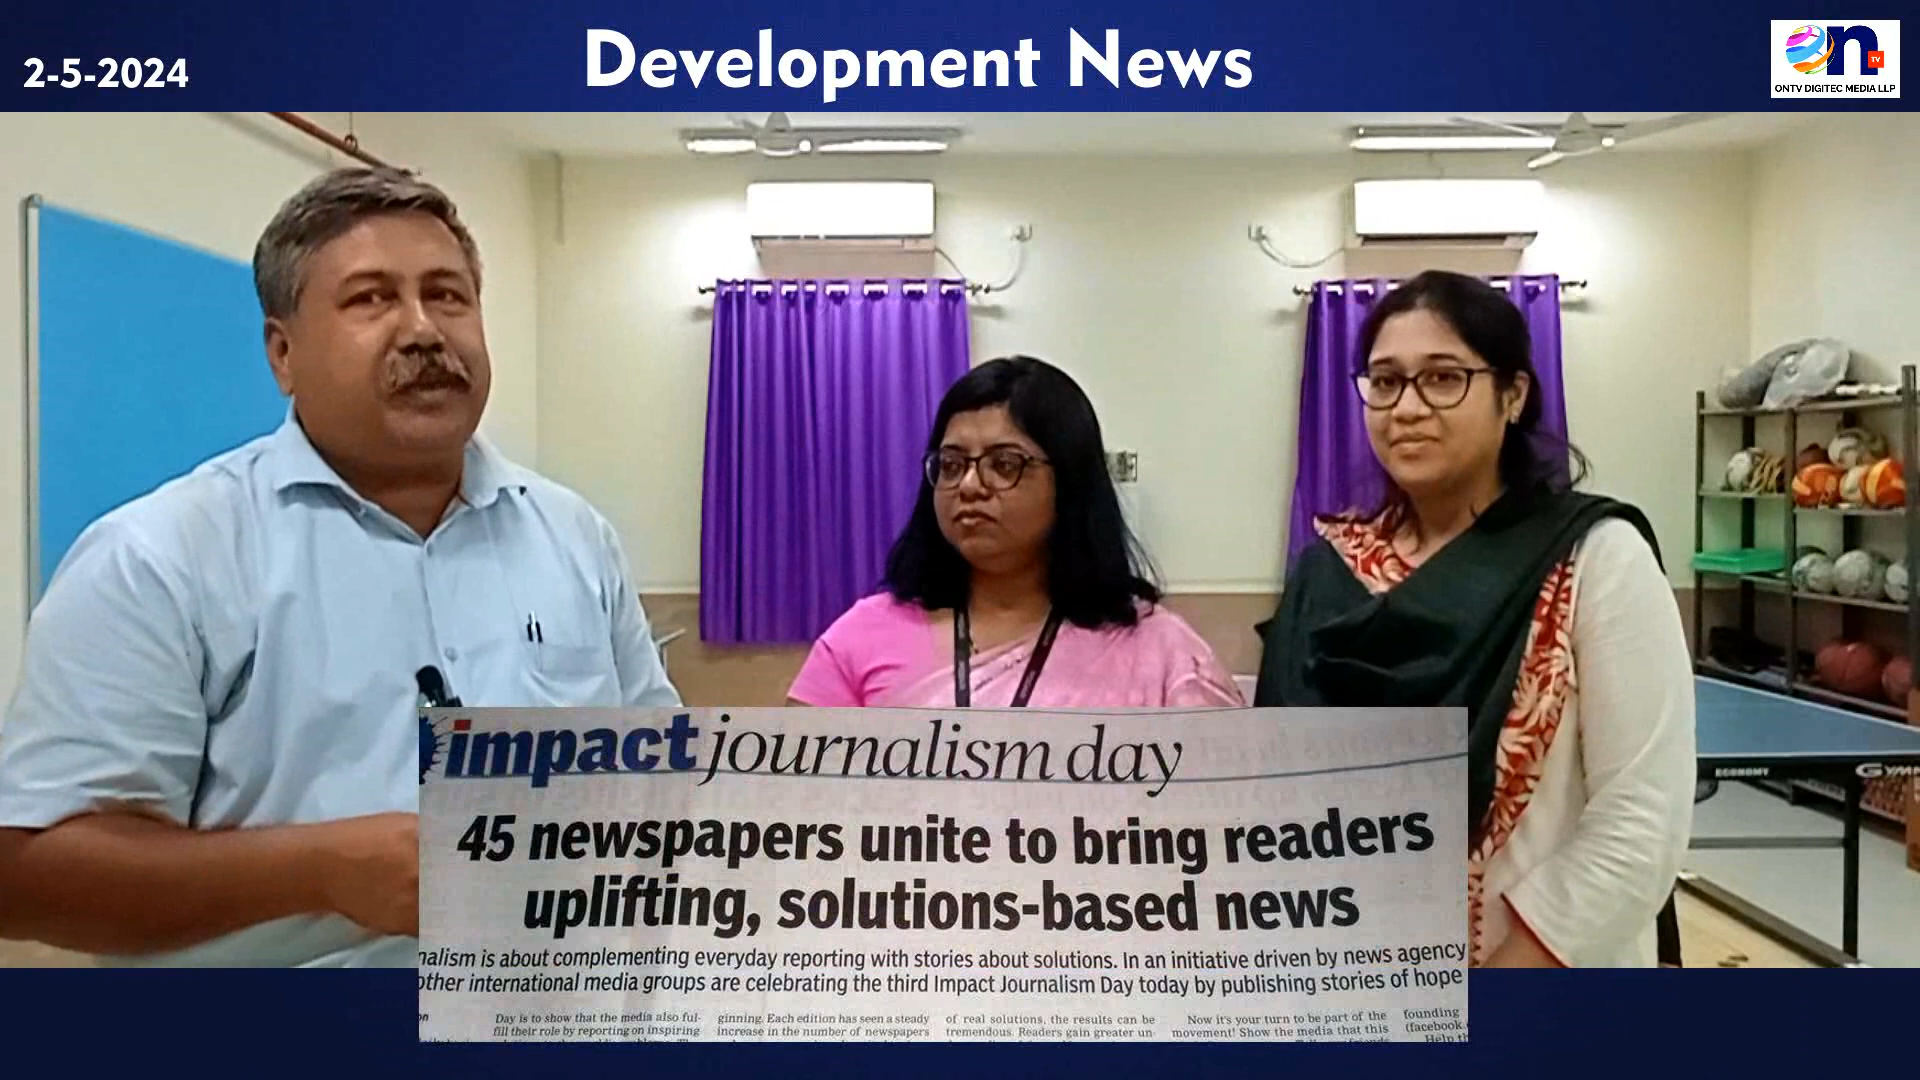 2-5-2024
Development News
on
TV
ONTV DIGITEC MEDIA LLP
ECONOMY
GYMN
impact journalism day
45 newspapers unite to bring readers
uplifting, solutions-based news
nalism is about complementing everyday reporting with stories about solutions. In an initiative driven by news agency
other international media groups are celebrating the third Impact Journalism Day today by publishing stories of hope
on
Day is to show that the media also ful-
fill their role by reporting on inspiring
ginning. Each edition has seen a steady
increase in the number of newspapers
of real solutions, the results can be
tremendous. Readers gain greater un-
Now it's your turn to be part of the
movement! Show the media that this
founding
(facebook.
Help th